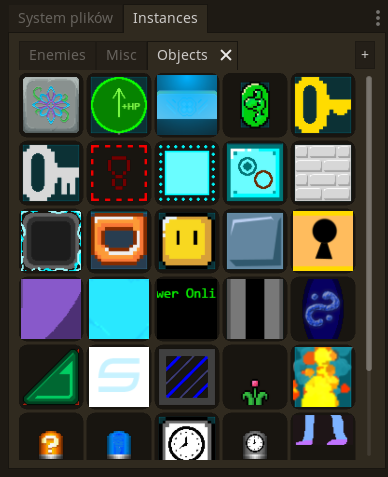 System plików Instances
Enemies Misc Objects
+
+HP
wer Onli
S
?